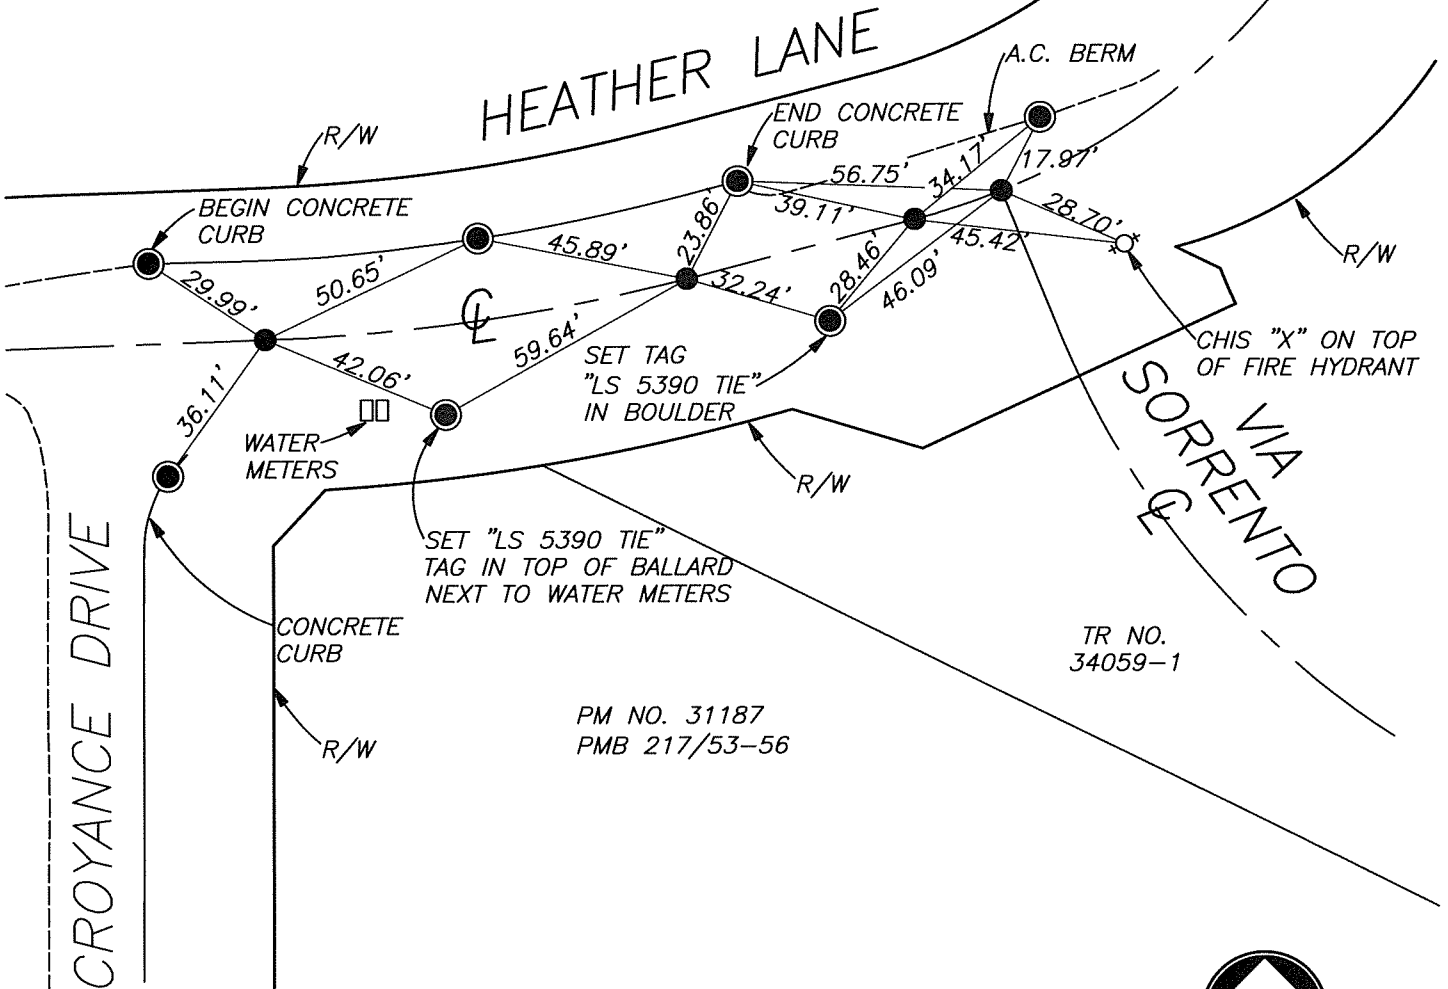 HEATHER LANE
A.C. BERM
R/W
END CONCRETE
CURB
56.75'
34.17'
17.97'
BEGIN CONCRETE
CURB
39.11'
28.70'
23.86'
45.89'
45.42'
R/W
29.99'
50.65'
32.24'
28.46'
46.09'
CL
59.64'
42.06'
36.11'
SET TAG
"LS 5390 TIE"
IN BOULDER
CHIS "X" ON TOP
OF FIRE HYDRANT
WATER
METERS
R/W
VIA
SORRENTO
CL
SET "LS 5390 TIE"
TAG IN TOP OF BALLARD
NEXT TO WATER METERS
CONCRETE
CURB
TR NO.
34059-1
PM NO. 31187
PMB 217/53-56
R/W
CROYANCE DRIVE